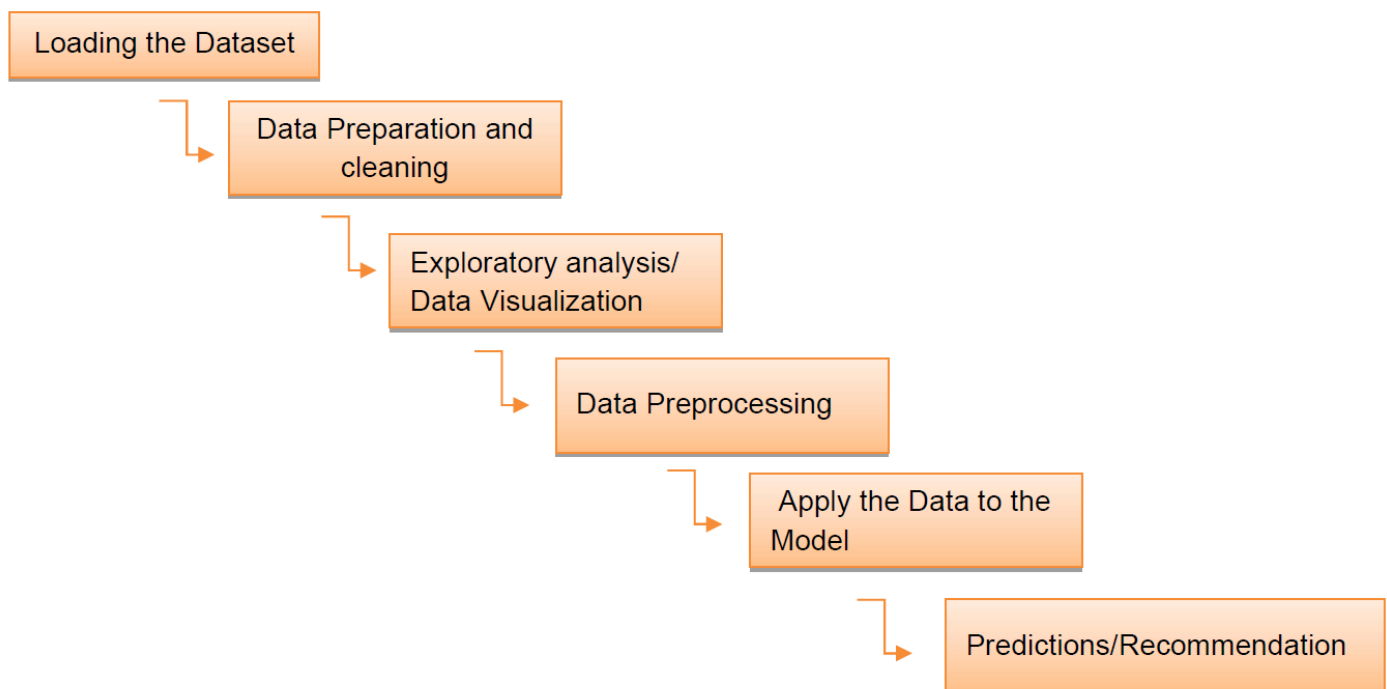 Loading the Dataset
Data Preparation and
cleaning
Exploratory analysis/
Data Visualization
Data Preprocessing
Apply the Data to the
Model
Predictions/Recommendation